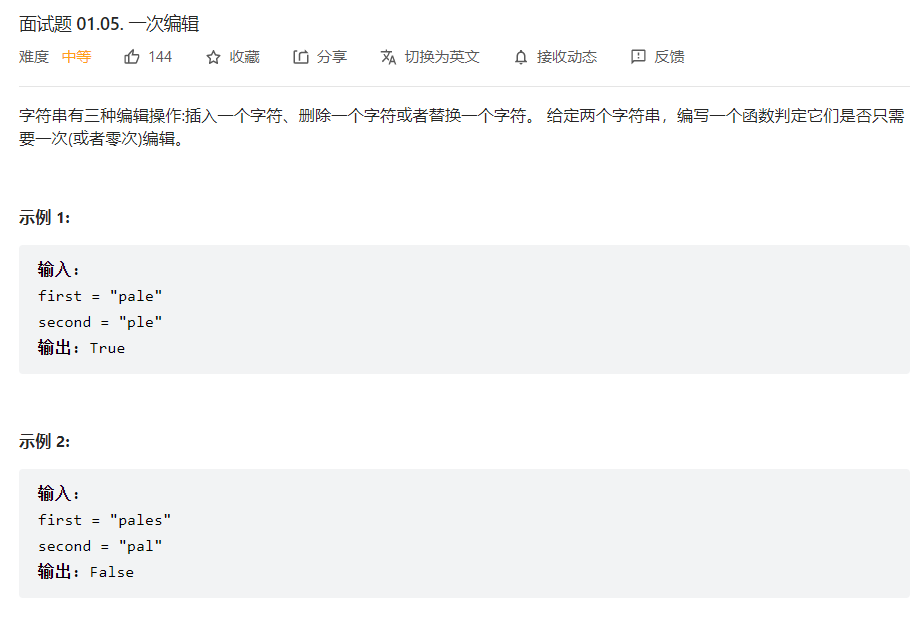 面试题 01.05. 一次编辑
难度 中等 144 收藏 分享 切换为英文 接收动态 反馈
字符串有三种编辑操作:插入一个字符、删除一个字符或者替换一个字符。 给定两个字符串，编写一个函数判定它们是否只需
要一次(或者零次)编辑。
示例 1:
输入：
first = "pale"
second = "ple"
输出：True
示例 2:
输入：
first = "pales"
second = "pal"
输出：False